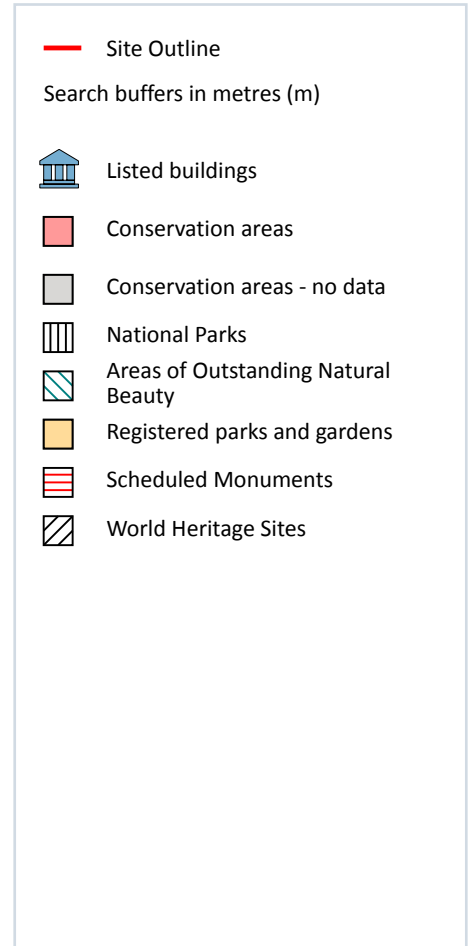 Site Outline
Search buffers in metres (m)
Listed buildings
Conservation areas
Conservation areas - no data
National Parks
Areas of Outstanding Natural
Beauty
Registered parks and gardens
Scheduled Monuments
World Heritage Sites